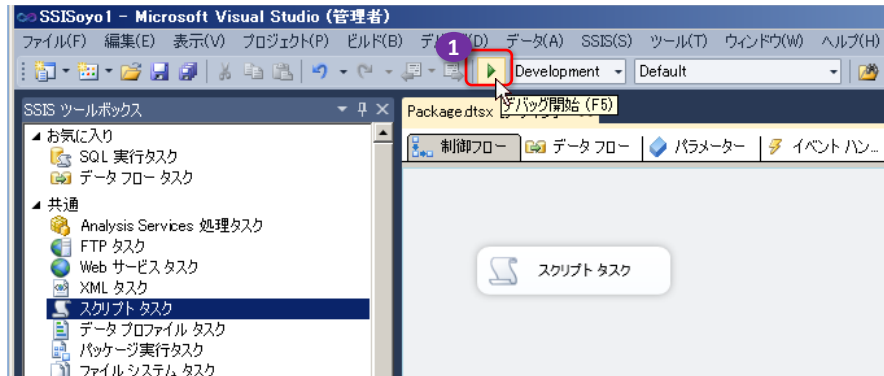 SSISoyo1 - Microsoft Visual Studio (管理者)
ファイル(F) 編集(E) 表示(V) プロジェクト(P) ビルド(B) デ (D) データ(A) SSIS(S) ツール(T) ウィンドウ(W) ヘルプ(H)
1
Development Default
デバッグ開始 (F5)
SSIS ツールボックス
Package.dtsx
お気に入り
SQL 実行タスク
データ フロー タスク
共通
Analysis Services 処理タスク
FTP タスク
Web サービス タスク
XML タスク
スクリプト タスク
データ プロファイル タスク
パッケージ実行タスク
ファイル システム タスク
制御フロー データ フロー パラメーター イベント ハン...
スクリプト タスク